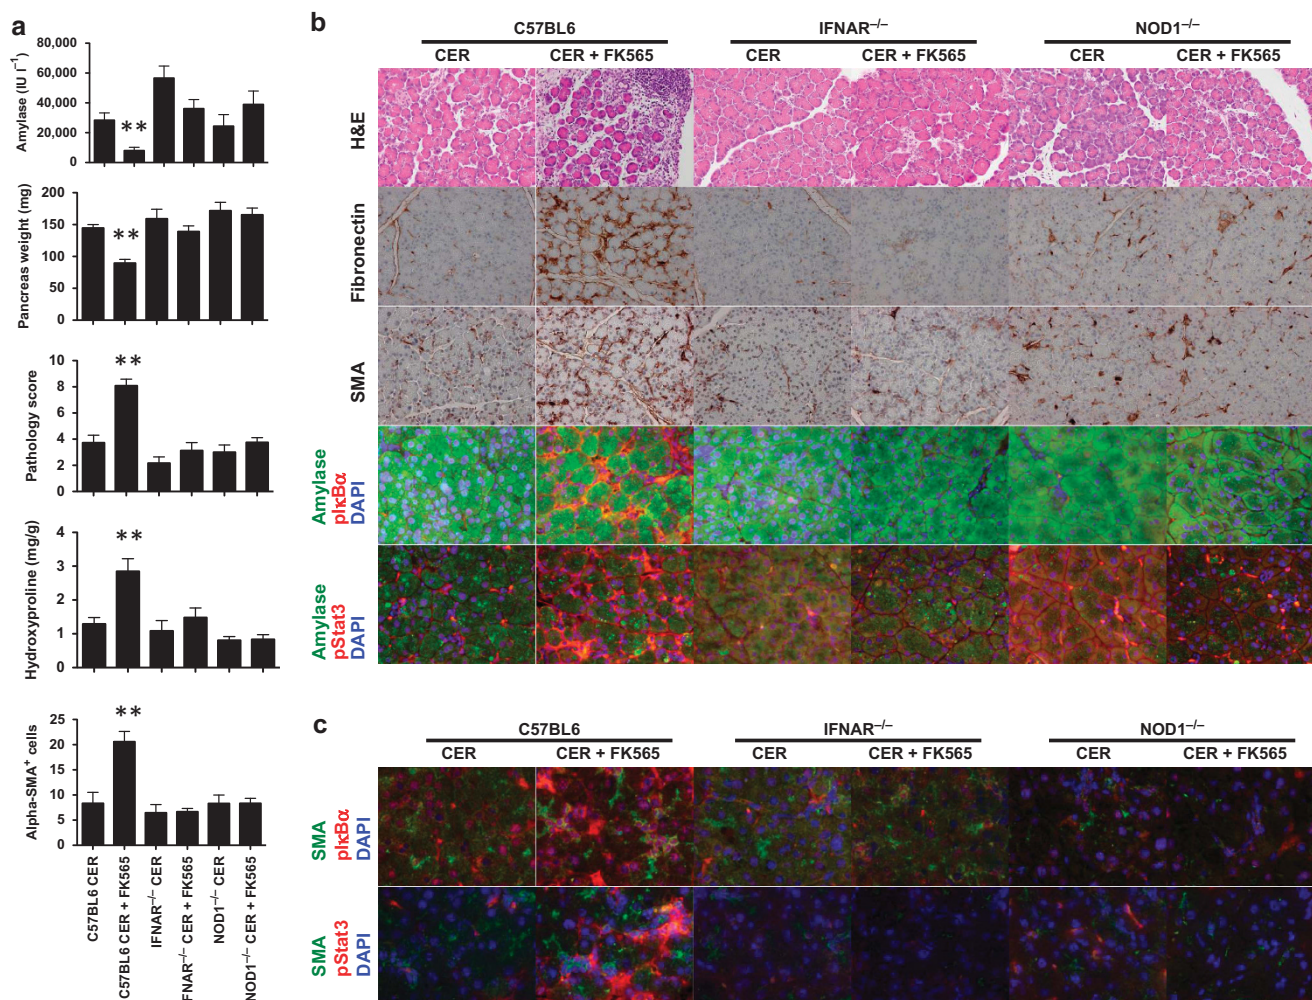 a
Amylase (IU l⁻¹)
80,000
60,000
40,000
20,000
0
**
Pancreas weight (mg)
200
150
100
50
0
**
Pathology score
10
8
6
4
2
0
**
Hydroxyproline (mg/g)
4
3
2
1
0
**
Alpha-SMA⁺ cells
25
20
15
10
5
0
**
C57BL6 CER
C57BL6 CER + FK565
IFNAR⁻/⁻ CER
IFNAR⁻/⁻ CER + FK565
NOD1⁻/⁻ CER
NOD1⁻/⁻ CER + FK565
b
C57BL6 IFNAR⁻/⁻ NOD1⁻/⁻
CER CER + FK565 CER CER + FK565 CER CER + FK565
H&E
Fibronectin
SMA
Amylase
pIκBα
DAPI
Amylase
pStat3
DAPI
c
C57BL6 IFNAR⁻/⁻ NOD1⁻/⁻
CER CER + FK565 CER CER + FK565 CER CER + FK565
SMA
pIκBα
DAPI
SMA
pStat3
DAPI